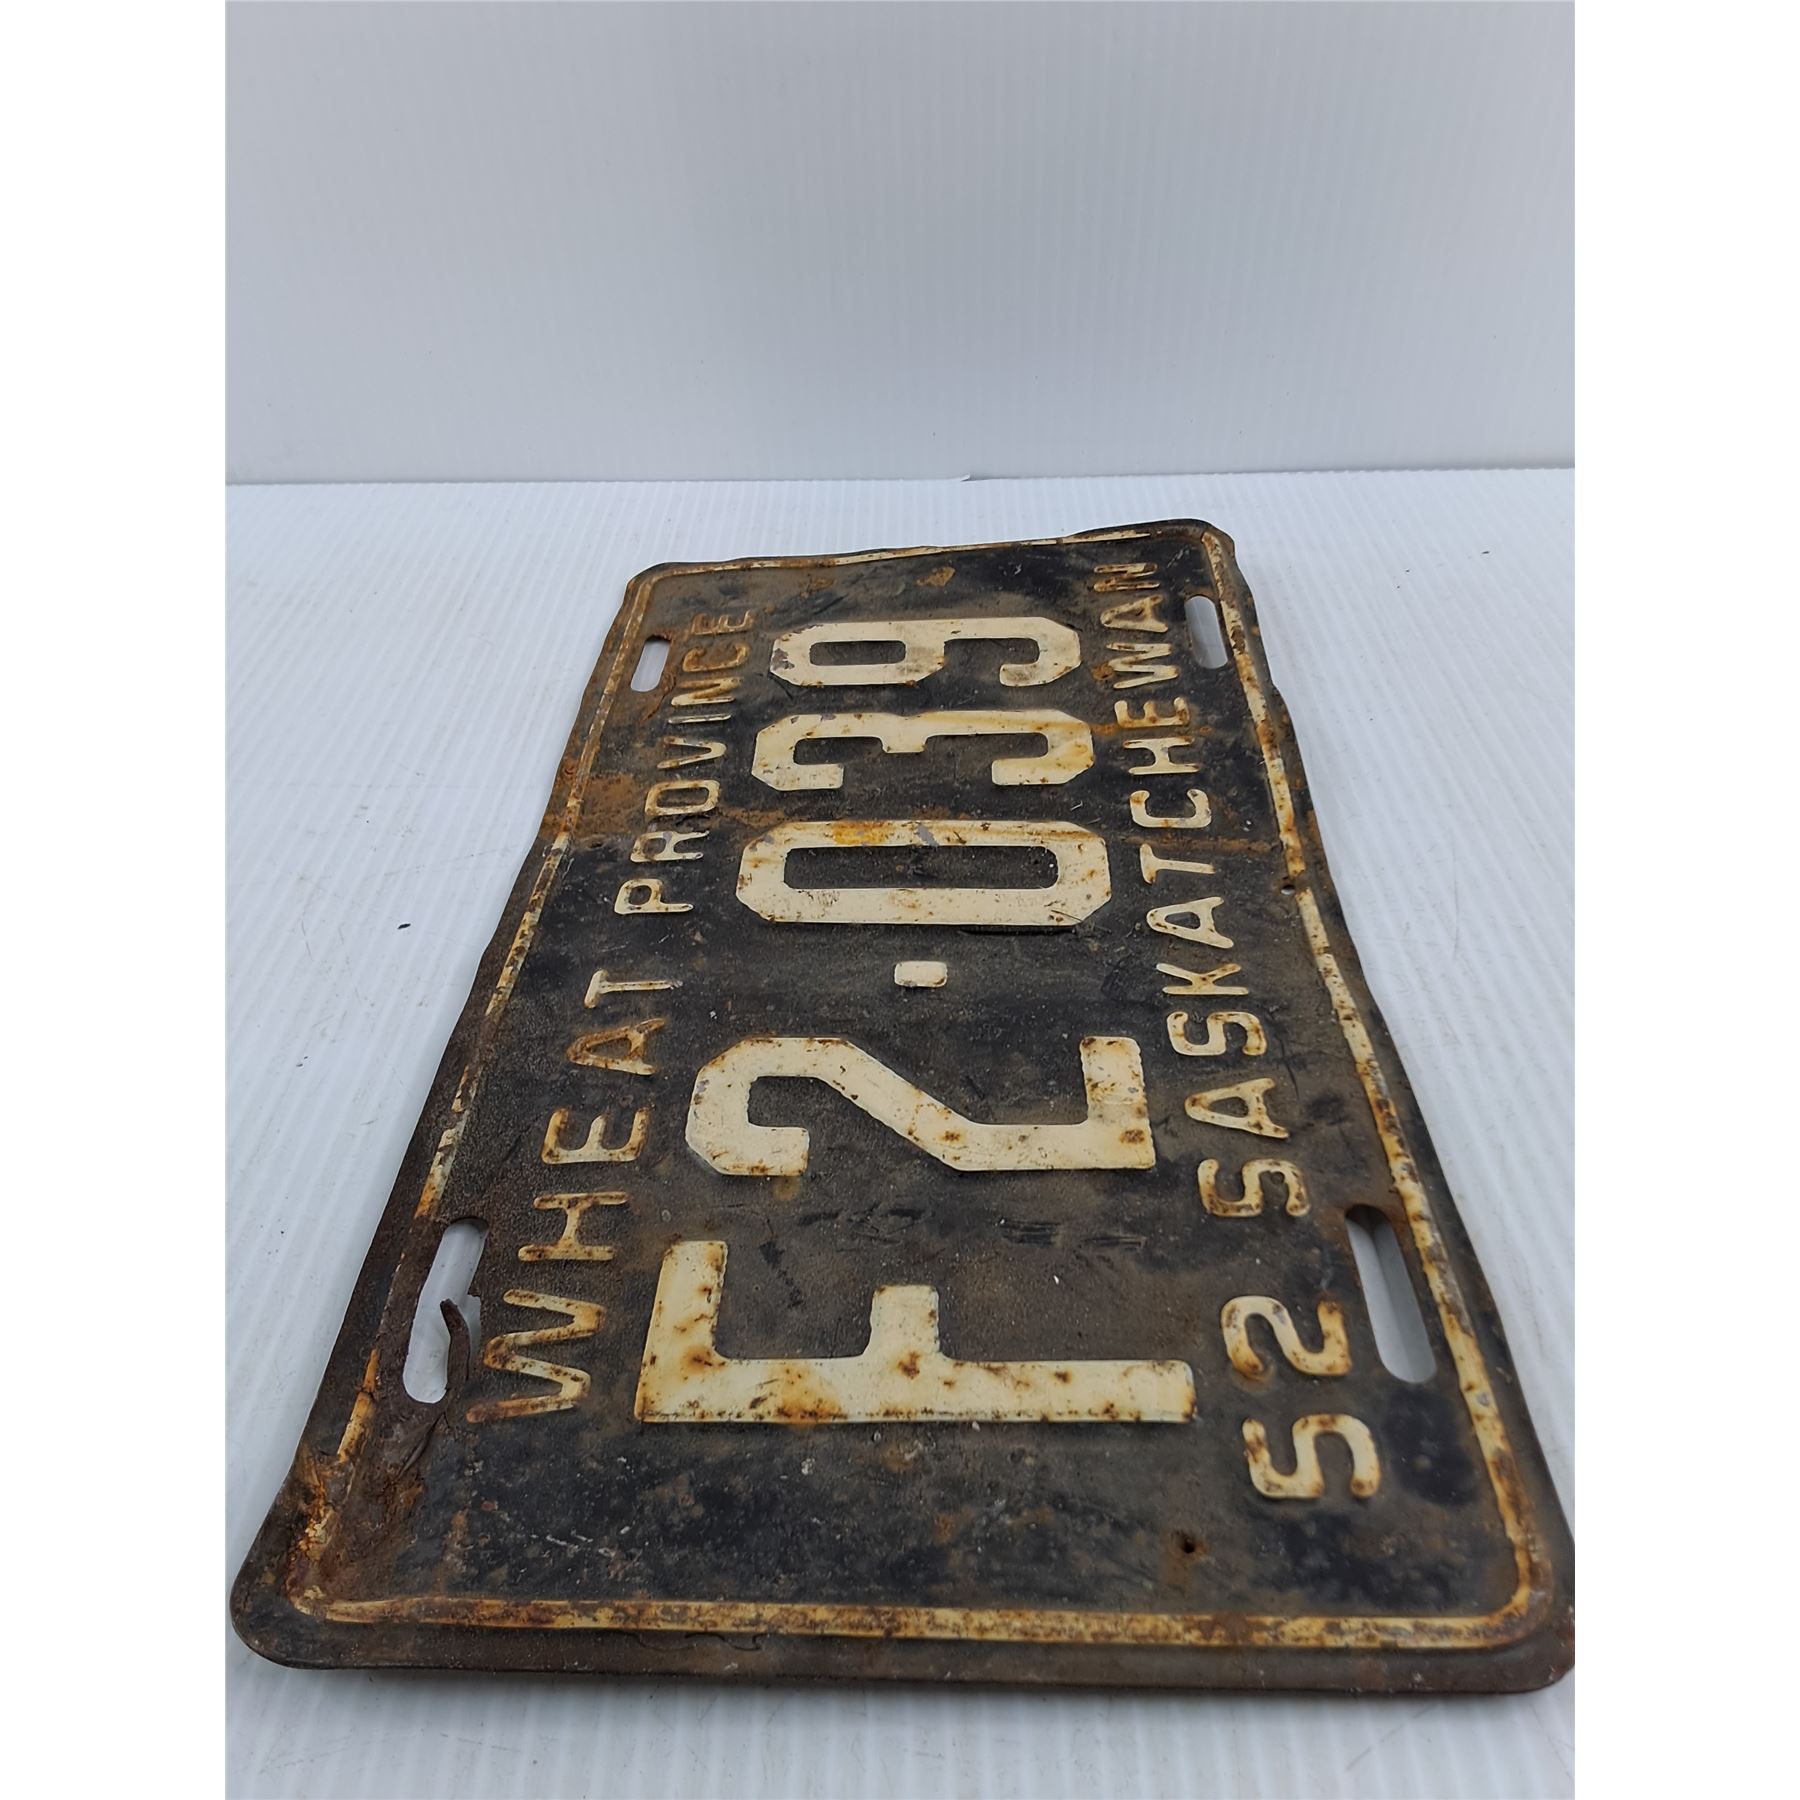 WHEAT PROVINCE
F2·039
52 SASKATCHEWAN